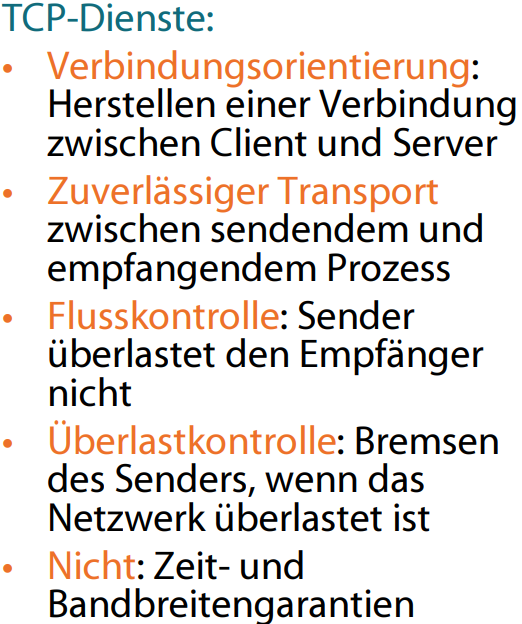 TCP-Dienste:
• Verbindungsorientierung:
Herstellen einer Verbindung
zwischen Client und Server
• Zuverlässiger Transport
zwischen sendendem und
empfangendem Prozess
• Flusskontrolle: Sender
überlastet den Empfänger
nicht
• Überlastkontrolle: Bremsen
des Senders, wenn das
Netzwerk überlastet ist
• Nicht: Zeit- und
Bandbreitengarantien